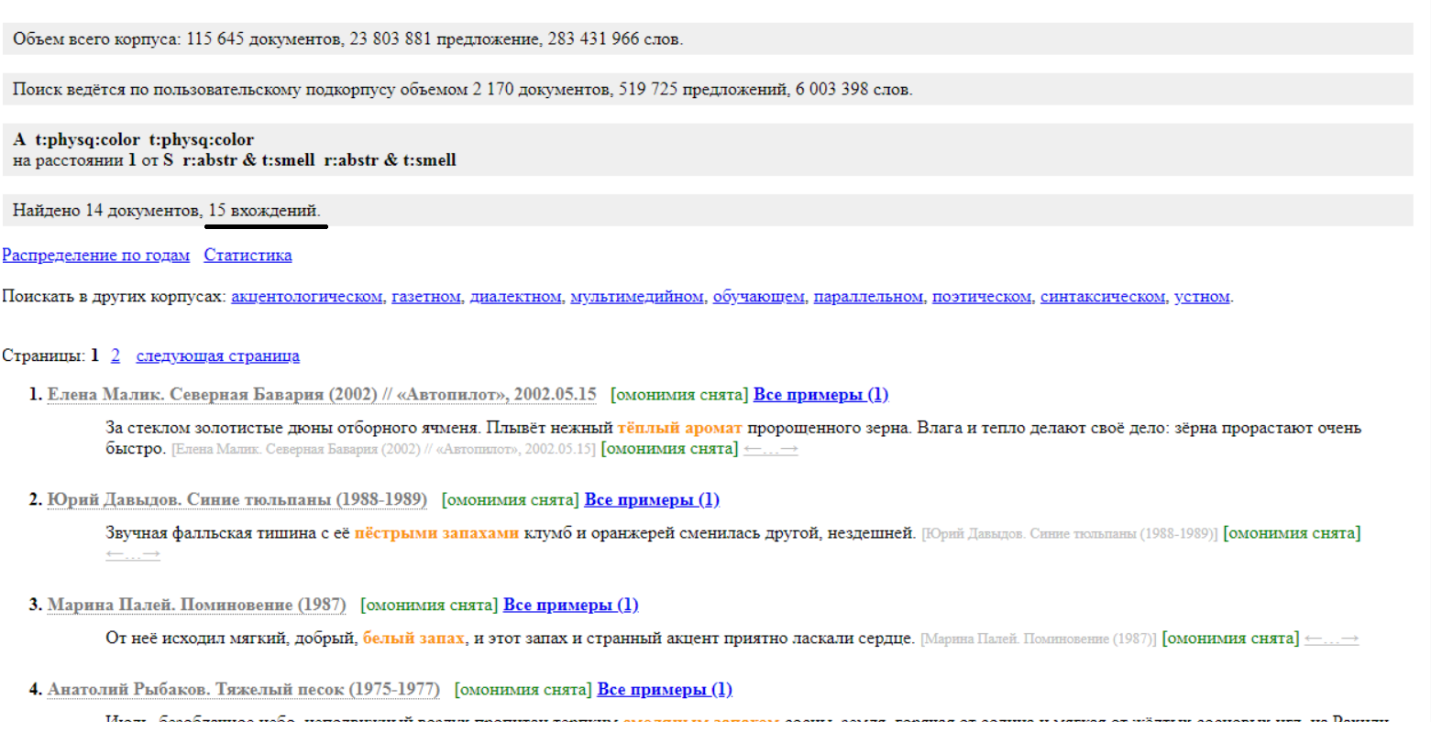 Объем всего корпуса: 115 645 документов, 23 803 881 предложение, 283 431 966 слов.
Поиск ведётся по пользовательскому подкорпусу объемом 2 170 документов, 519 725 предложений, 6 003 398 слов.
A t:physq:color t:physq:color
на расстоянии 1 от S r:abstr & t:smell r:abstr & t:smell
Найдено 14 документов, 15 вхождений.
Распределение по годам Статистика
Поискать в других корпусах: акцентологическом, газетном, диалектном, мультимедийном, обучающем, параллельном, поэтическом, синтаксическом, устном.
Страницы: 1 2 следующая страница
1. Елена Малик. Северная Бавария (2002) // «Автопилот», 2002.05.15 [омонимия снята] Все примеры (1)
За стеклом золотистые дюны отборного ячменя. Плывёт нежный тёплый аромат пророщенного зерна. Влага и тепло делают своё дело: зёрна прорастают очень
быстро. [Елена Малик. Северная Бавария (2002) // «Автопилот», 2002.05.15] [омонимия снята] ←…→
2. Юрий Давыдов. Синие тюльпаны (1988-1989) [омонимия снята] Все примеры (1)
Звучная фалльская тишина с её пёстрыми запахами клумб и оранжерей сменилась другой, нездешней. [Юрий Давыдов. Синие тюльпаны (1988-1989)] [омонимия снята]
←…→
3. Марина Палей. Поминовение (1987) [омонимия снята] Все примеры (1)
От неё исходил мягкий, добрый, белый запах, и этот запах и странный акцент приятно ласкали сердце. [Марина Палей. Поминовение (1987)] [омонимия снята] ←…→
4. Анатолий Рыбаков. Тяжелый песок (1975-1977) [омонимия снята] Все примеры (1)